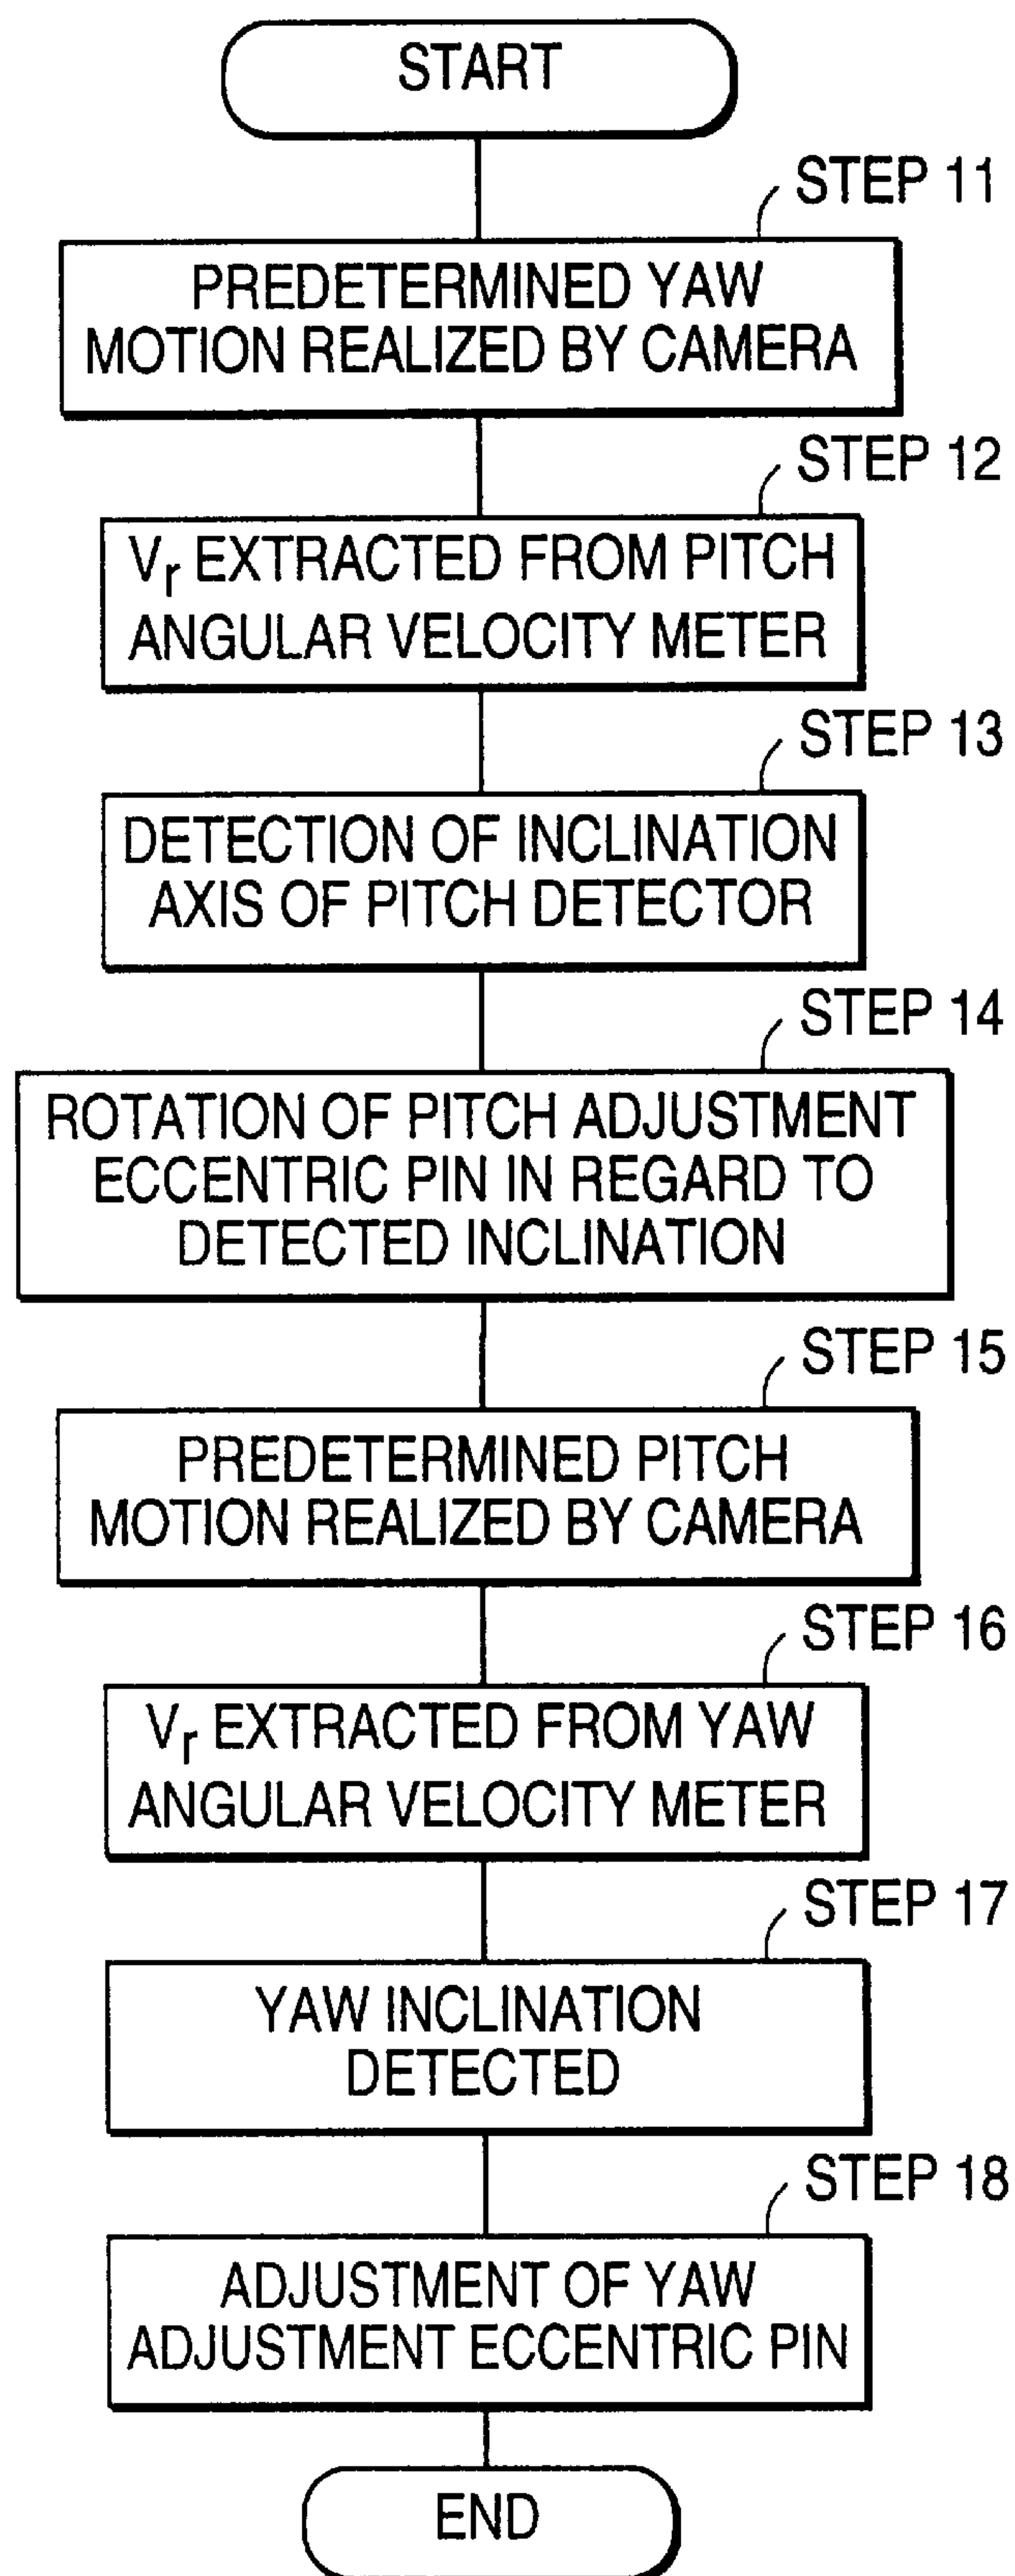 START
STEP 11
PREDETERMINED YAW
MOTION REALIZED BY CAMERA
STEP 12
Vr EXTRACTED FROM PITCH
ANGULAR VELOCITY METER
STEP 13
DETECTION OF INCLINATION
AXIS OF PITCH DETECTOR
STEP 14
ROTATION OF PITCH ADJUSTMENT
ECCENTRIC PIN IN REGARD TO
DETECTED INCLINATION
STEP 15
PREDETERMINED PITCH
MOTION REALIZED BY CAMERA
STEP 16
Vr EXTRACTED FROM YAW
ANGULAR VELOCITY METER
STEP 17
YAW INCLINATION
DETECTED
STEP 18
ADJUSTMENT OF YAW
ADJUSTMENT ECCENTRIC PIN
END